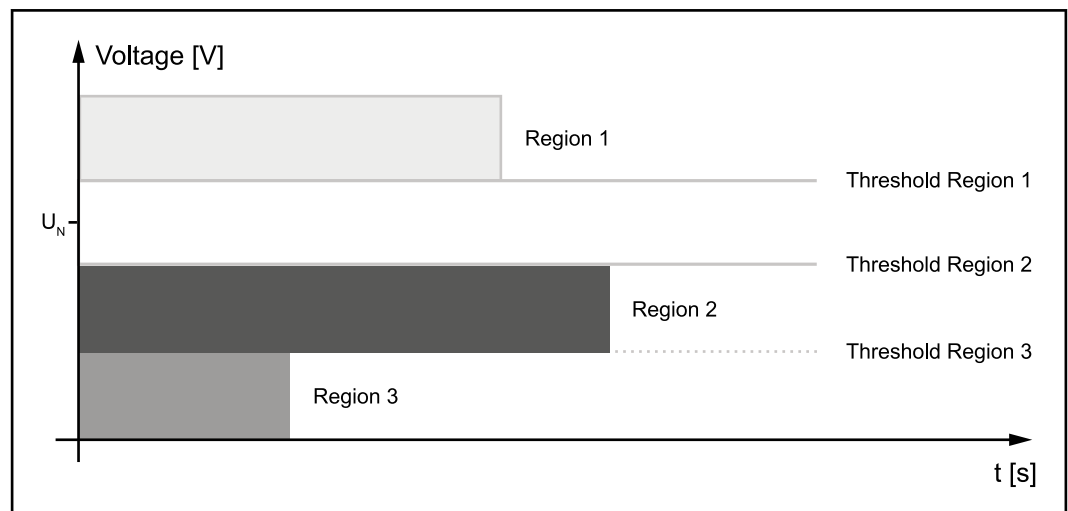 Voltage [V]
Region 1
Threshold Region 1
U_N
Threshold Region 2
Region 2
Threshold Region 3
Region 3
t [s]